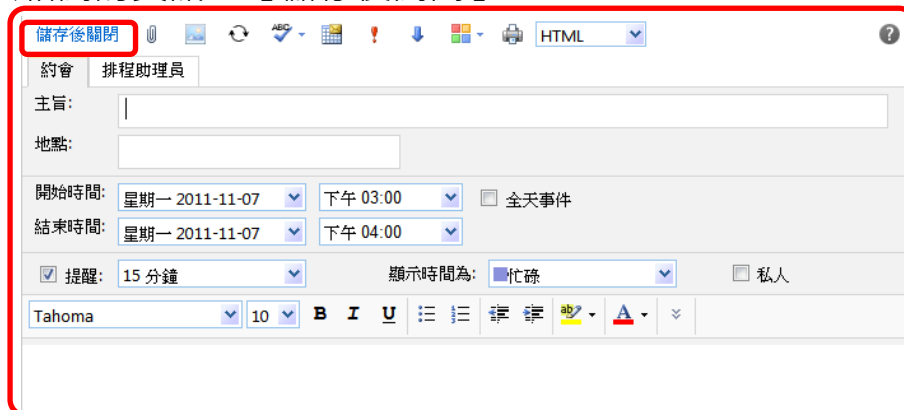 儲存後關閉 HTML
約會 排程助理員
主旨:
地點:
開始時間: 星期一 2011-11-07 下午 03:00 全天事件
結束時間: 星期一 2011-11-07 下午 04:00
提醒: 15 分鐘 顯示時間為: 忙碌 私人
Tahoma 10 B I U ab A